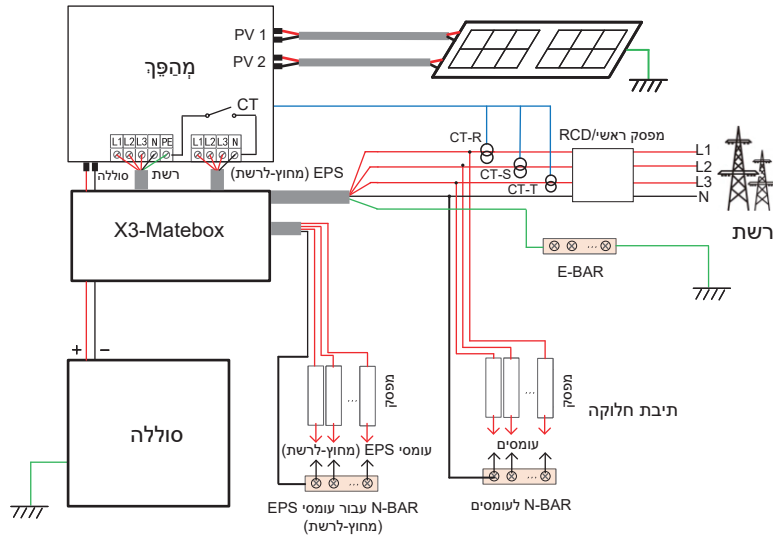 PV 1
PV 2
מְהַפֵּךְ
CT
L1 L2 L3 N PE
L1 L2 L3 N
סוללה
רשת
EPS (מחוץ-לרשת)
X3-Matebox
CT-R
CT-S
CT-T
מפסק ראשי/RCD
L1
L2
L3
N
רשת
E-BAR
+
−
סוללה
...
מפסק
עומסי EPS (מחוץ-לרשת)
...
N-BAR עבור עומסי EPS
(מחוץ-לרשת)
...
מפסק
תיבת חלוקה
עומסים
...
N-BAR לעומסים